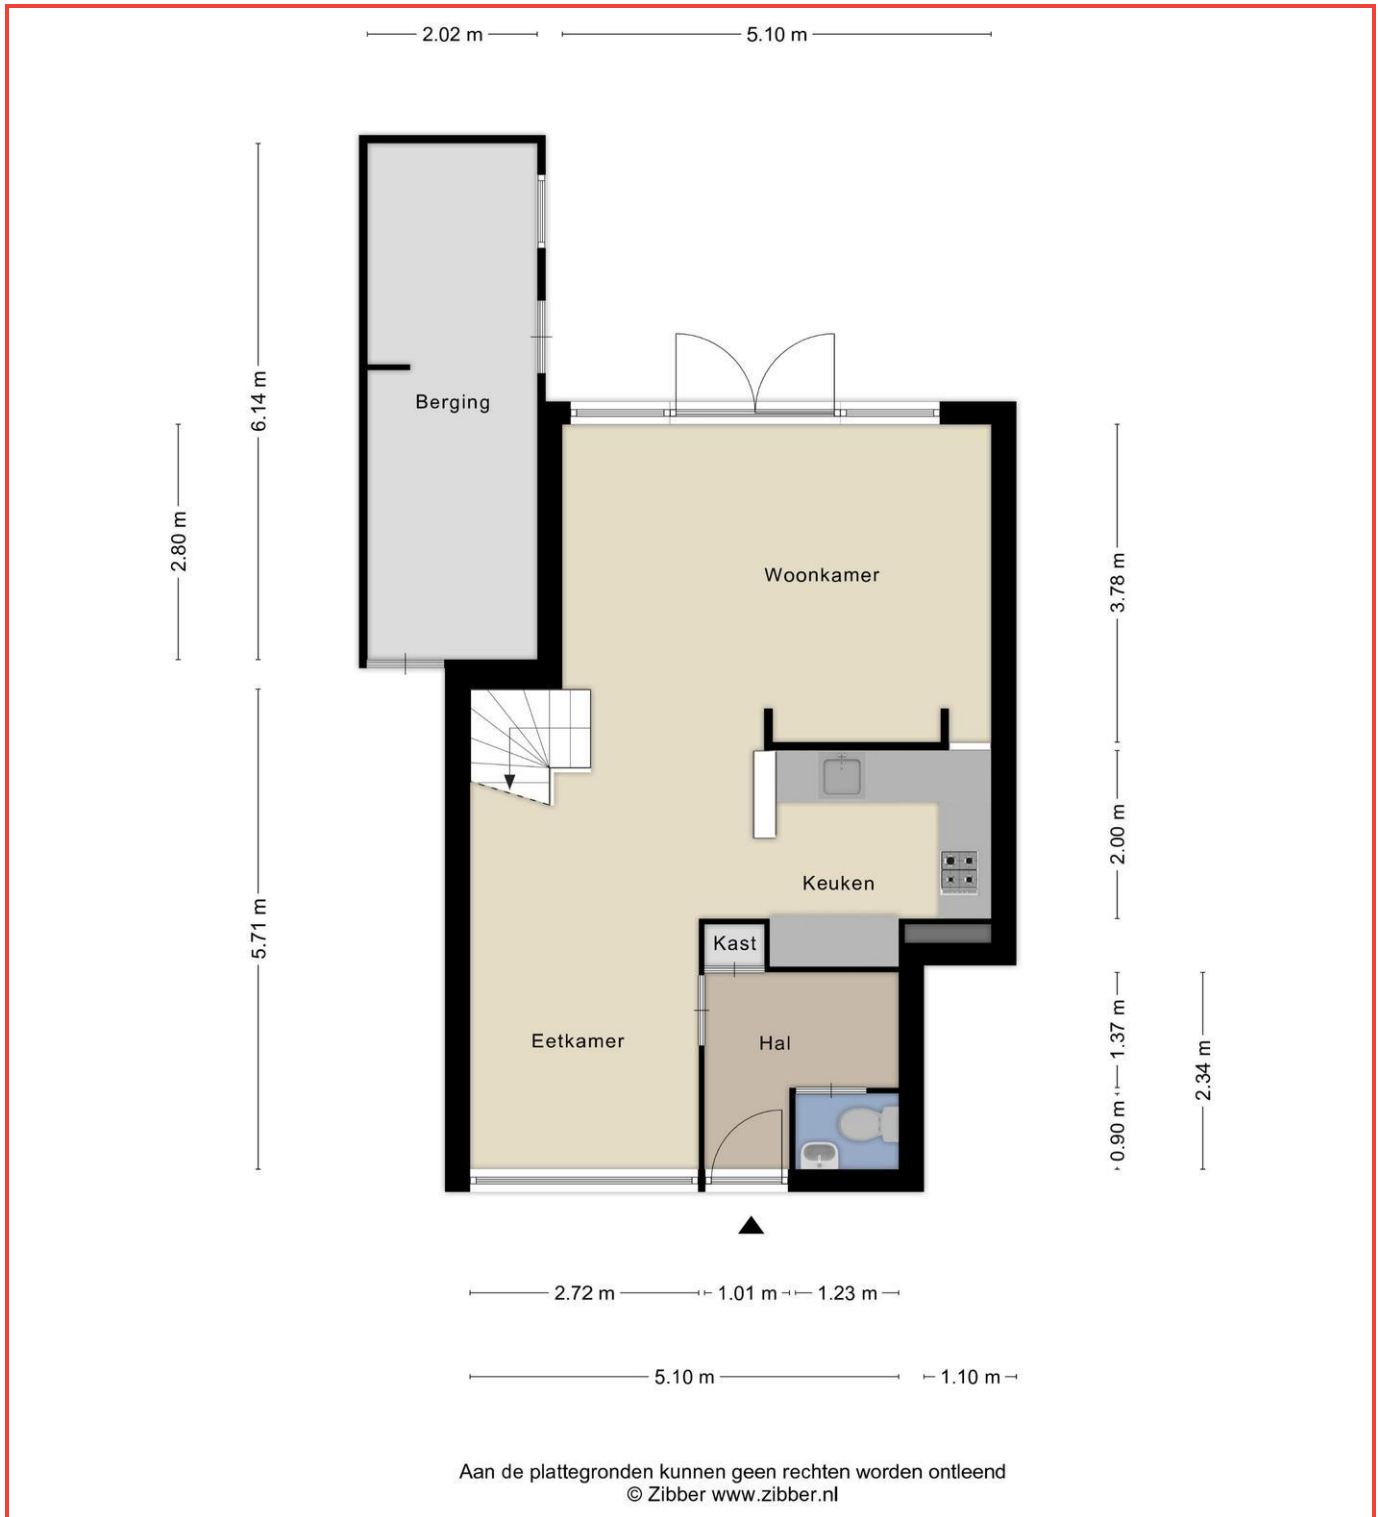 2.02 m
5.10 m
6.14 m
Berging
2.80 m
Woonkamer
3.78 m
2.00 m
Keuken
5.71 m
Kast
1.37 m
Eetkamer
Hal
2.34 m
0.90 m
2.72 m
1.01 m
1.23 m
5.10 m
1.10 m
Aan de plattegronden kunnen geen rechten worden ontleend
© Zibber www.zibber.nl